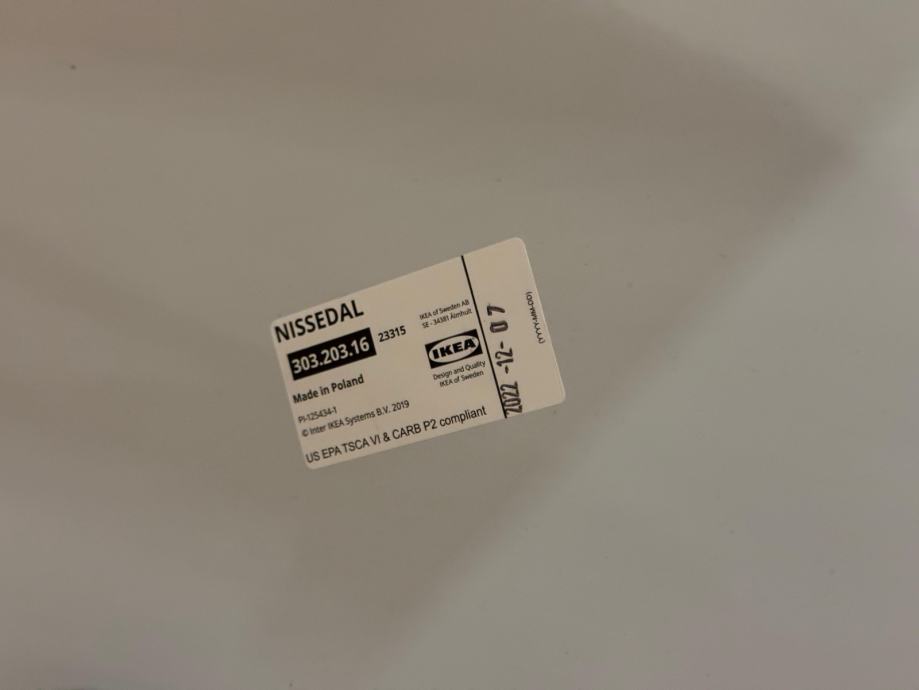 NISSEDAL
303.203.16 23315
Made in Poland
PI-125434-1
© Inter IKEA Systems B.V. 2019
US EPA TSCA VI & CARB P2 compliant
IKEA of Sweden AB
SE - 34381 Älmhult
IKEA
Design and Quality
IKEA of Sweden
2022 -12- 07
(YYYY-MM-DD)